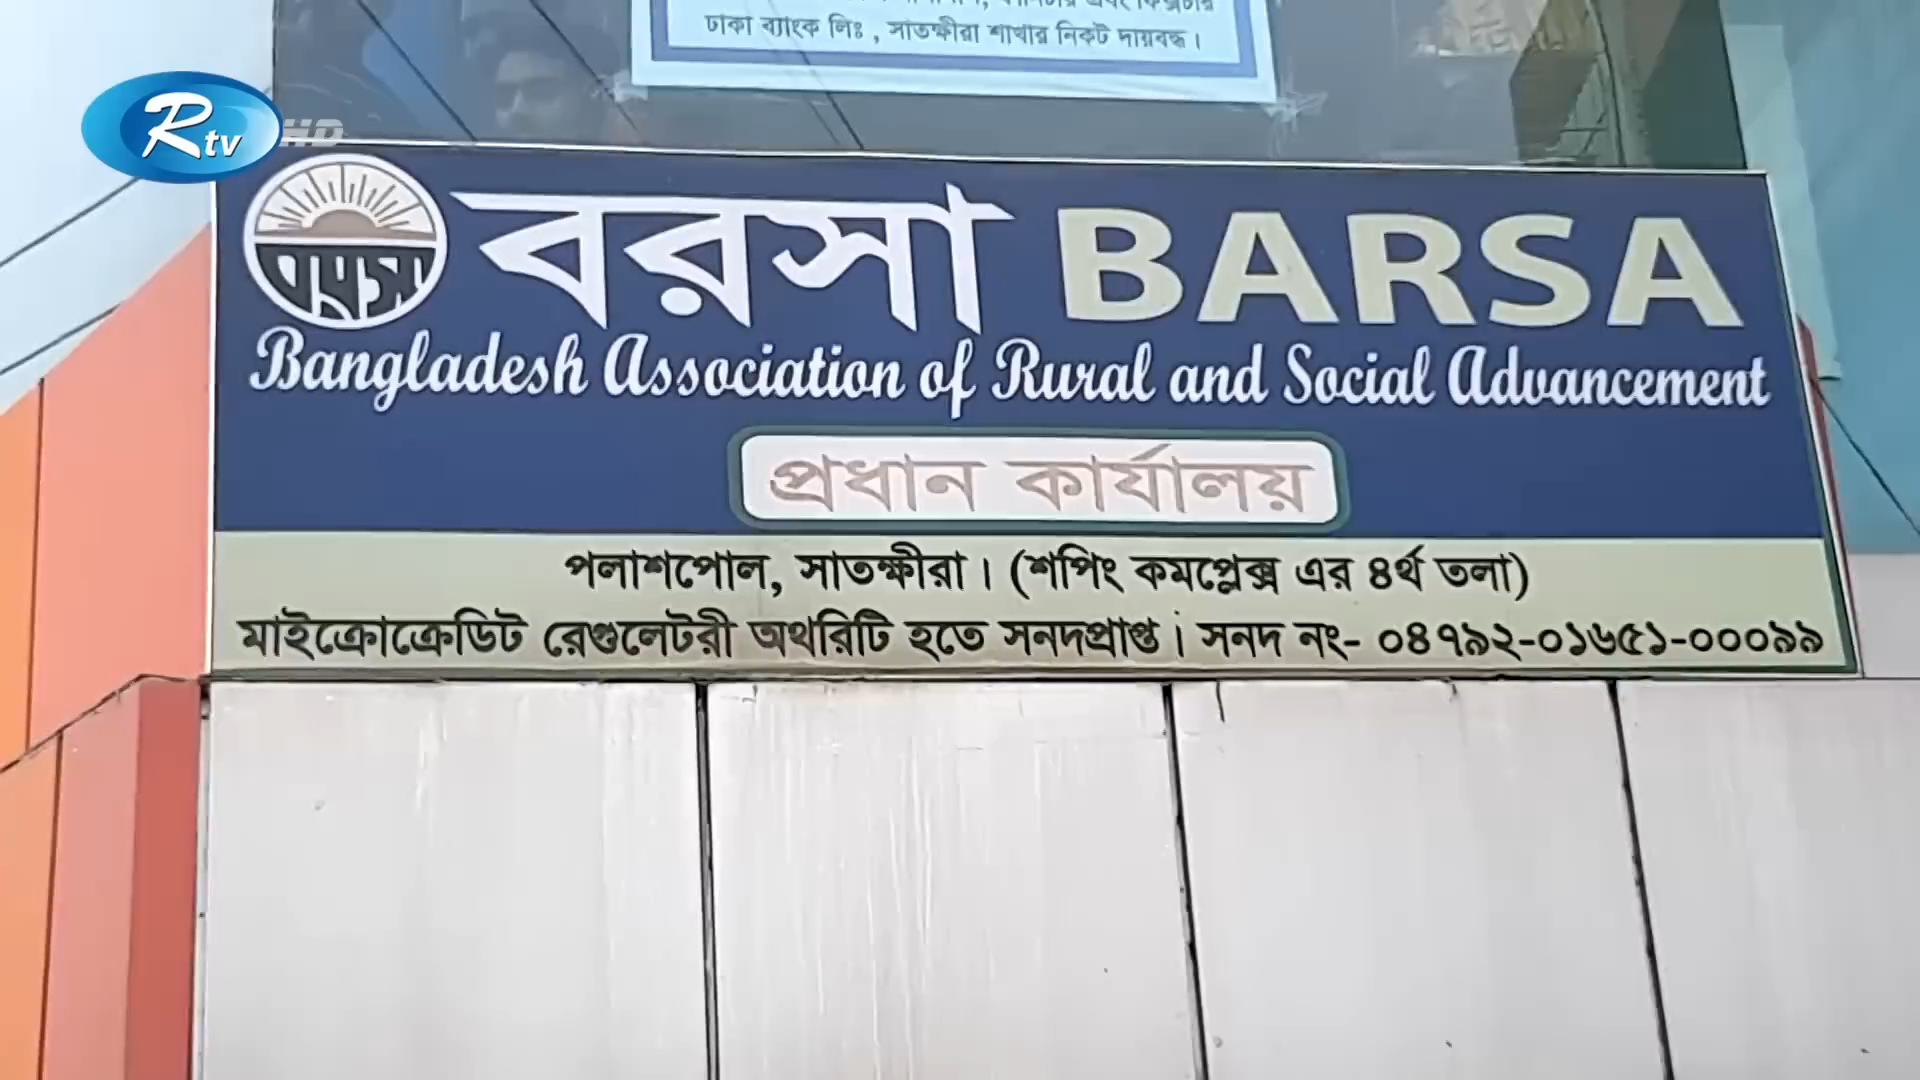 ঢাকা ব্যাংক লিঃ , সাতক্ষীরা শাখার নিকট দায়বদ্ধ।
Rtv HD
বরসা
বরসা BARSA
Bangladesh Association of Rural and Social Advancement
প্রধান কার্যালয়
পলাশপোল, সাতক্ষীরা। (শপিং কমপ্লেক্স এর ৪র্থ তলা)
মাইক্রোক্রেডিট রেগুলেটরী অথরিটি হতে সনদপ্রাপ্ত। সনদ নং- ০৪৭৯২-০১৬৫১-০০০৯৯